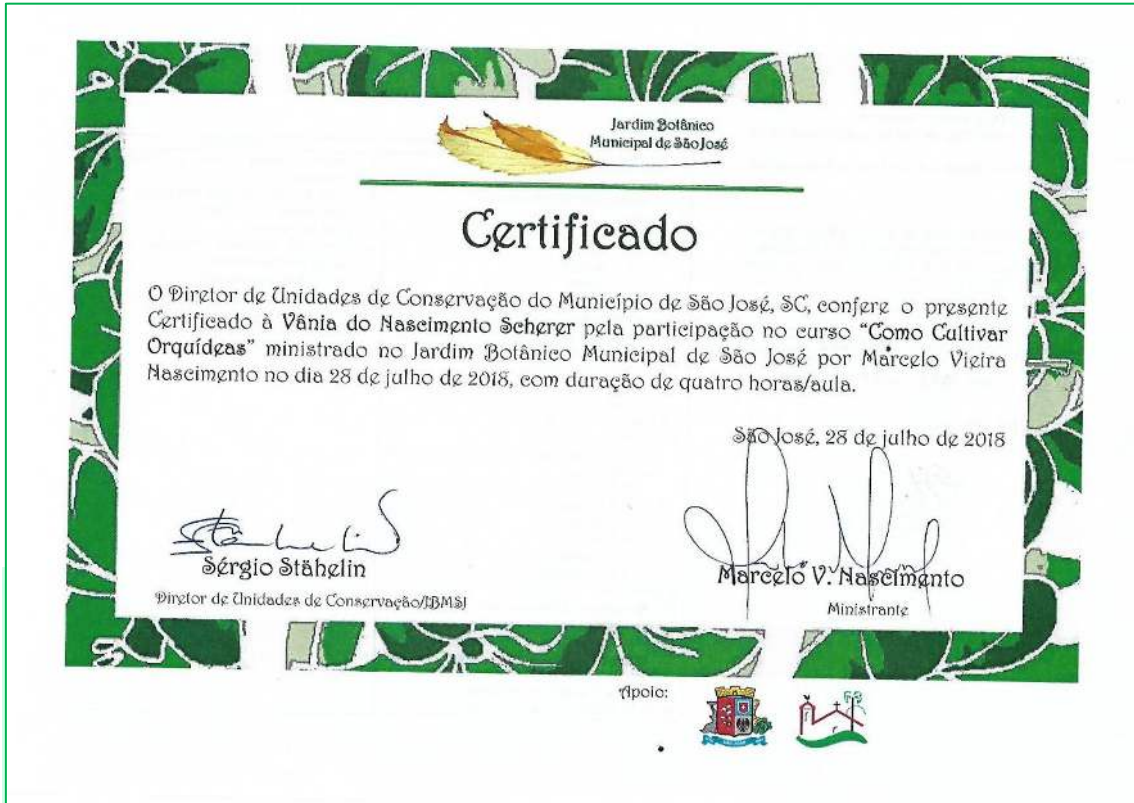 Jardim Botânico
Municipal de São José
Certificado
O Diretor de Unidades de Conservação do Município de São José, SC, confere o presente
Certificado à Vânia do Nascimento Scherer pela participação no curso “Como Cultivar
Orquídeas” ministrado no Jardim Botânico Municipal de São José por Marcelo Vieira
Nascimento no dia 28 de julho de 2018, com duração de quatro horas/aula.
São José, 28 de julho de 2018
Sérgio Stähelin
Diretor de Unidades de Conservação/JBMSJ
Marcelo V. Nascimento
Ministrante
Apoio: